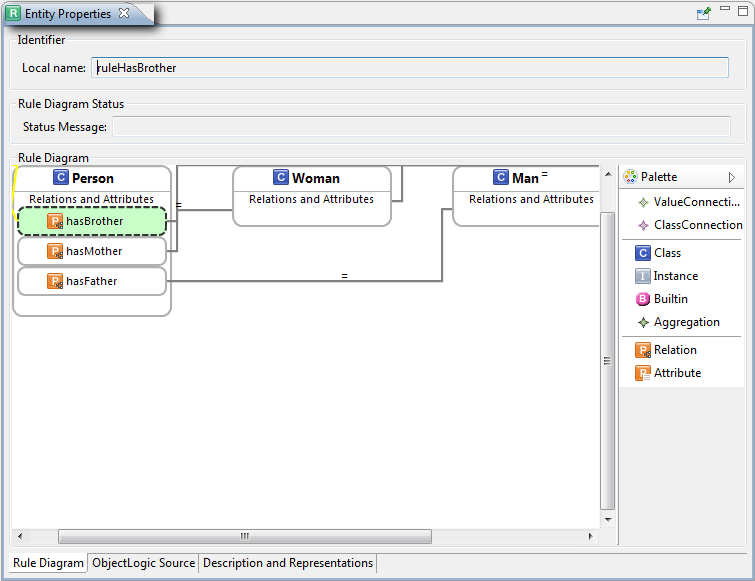 R Entity Properties
Identifier
Local name: ruleHasBrother
Rule Diagram Status
Status Message:
Rule Diagram
C Person
Relations and Attributes
P hasBrother
P hasMother
P hasFather
=
C Woman
Relations and Attributes
=
C Man =
Relations and Attributes
Palette
ValueConnecti...
ClassConnection
C Class
I Instance
B Builtin
Aggregation
P Relation
P Attribute
Rule Diagram ObjectLogic Source Description and Representations